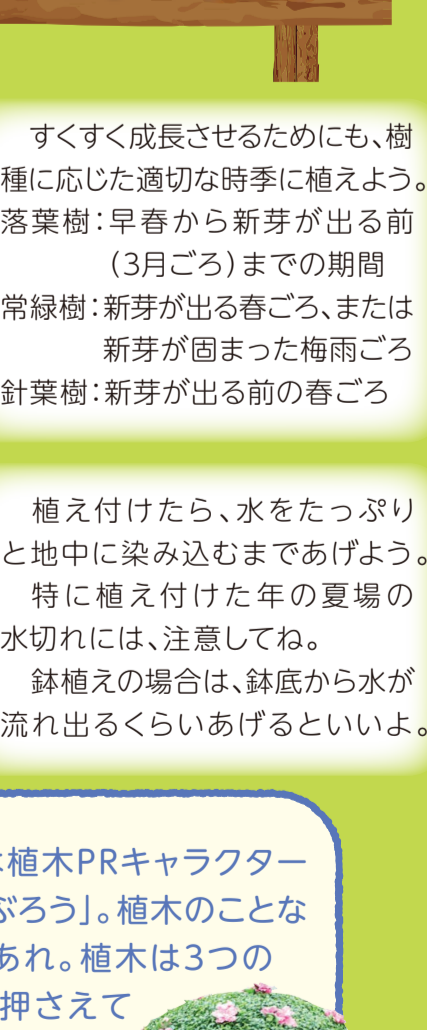 すくすく成長させるためにも、樹
種に応じた適切な時季に植えよう。
落葉樹：早春から新芽が出る前
（3月ごろ）までの期間
常緑樹：新芽が出る春ごろ、または
新芽が固まった梅雨ごろ
針葉樹：新芽が出る前の春ごろ
植え付けたら、水をたっぷり
と地中に染み込むまであげよう。
特に植え付けた年の夏場の
水切れには、注意してね。
鉢植えの場合は、鉢底から水が
流れ出るくらいあげるといいよ。
植木PRキャラクター
ぶろう」。植木のことな
あれ。植木は3つの
押さえて